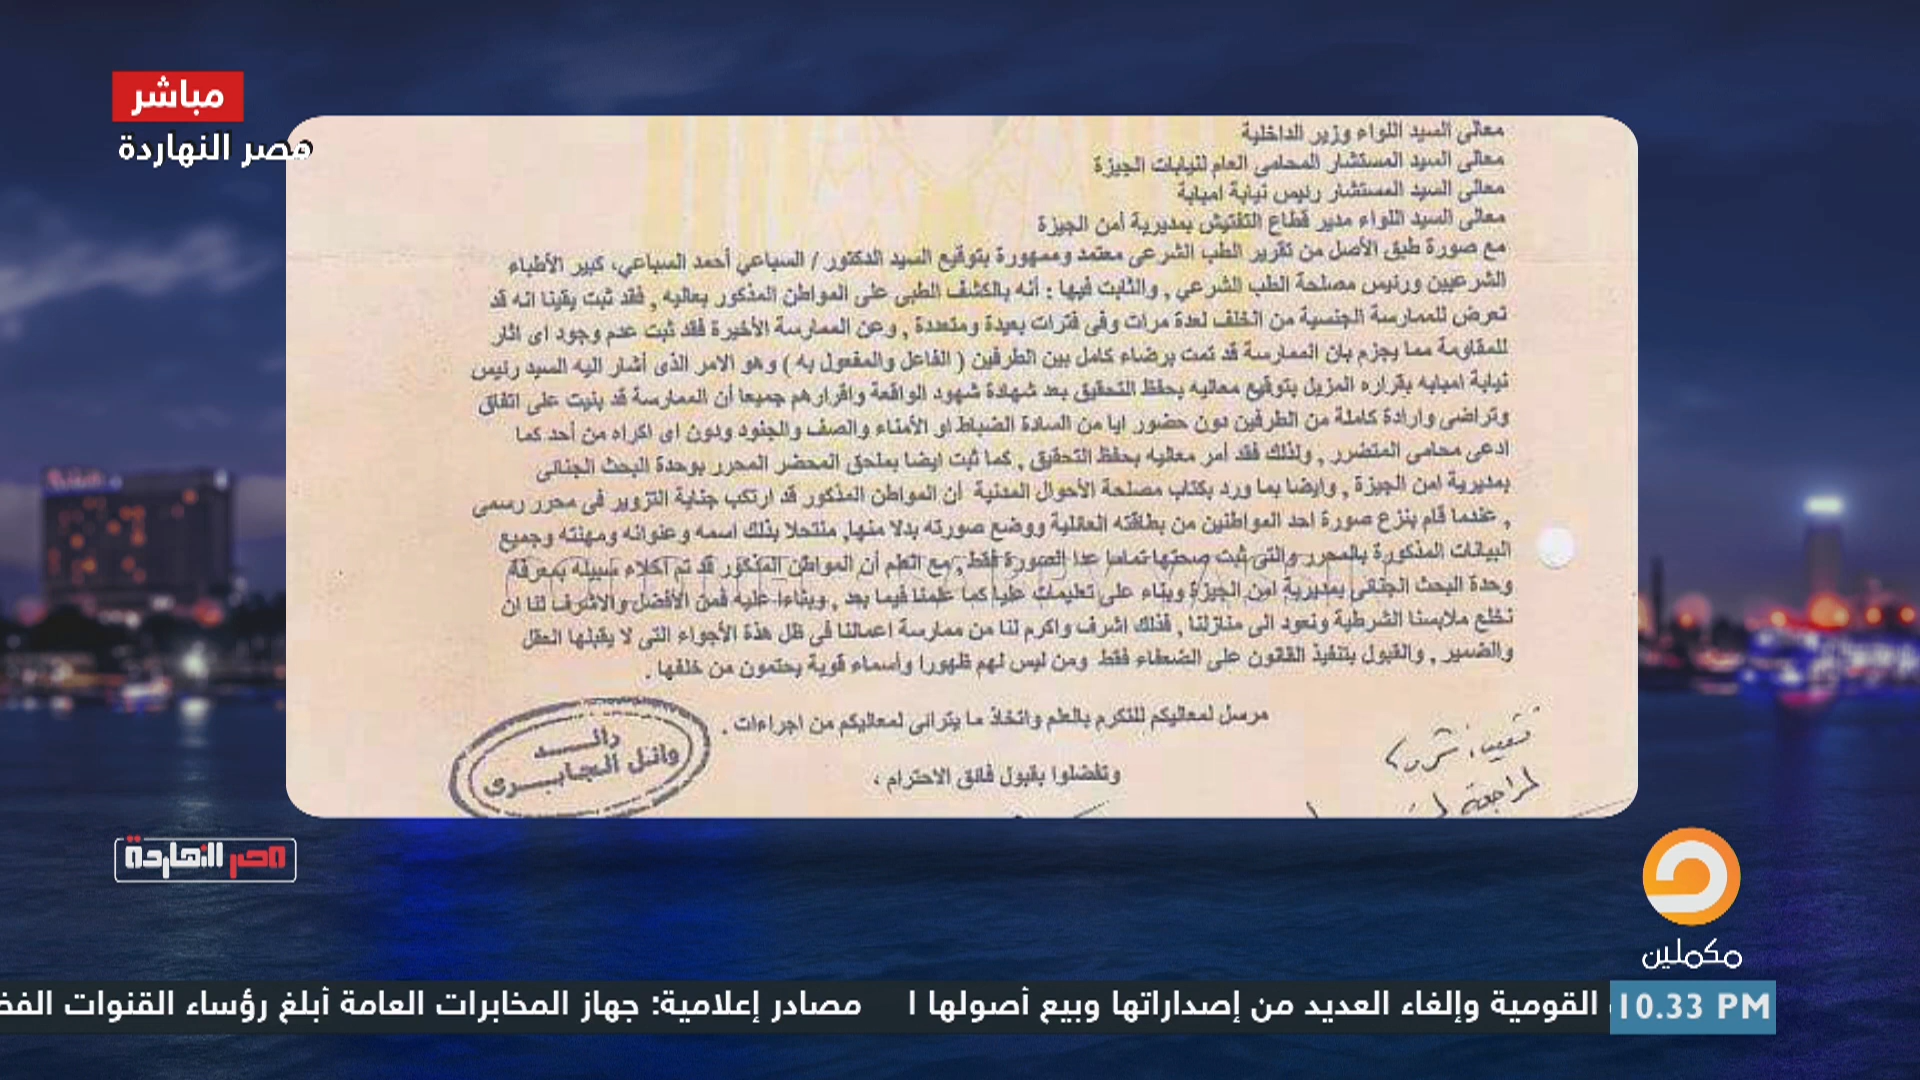 مباشر
مصر النهاردة
معالى السيد اللواء وزير الداخلية
معالى السيد المستشار المحامى العام لنيابات الجيزة
معالى السيد المستشار رئيس نيابة امبابة
معالى السيد اللواء مدير قطاع التفتيش بمديرية أمن الجيزة
مع صورة طبق الأصل من تقرير الطب الشرعى معتمد وممهورة بتوقيع السيد الدكتور / السباعي أحمد السباعي، كبير الأطباء
الشرعيين ورئيس مصلحة الطب الشرعي , والثابت فيها : أنه بالكشف الطبى على المواطن المذكور بعاليه , فقد ثبت يقينا انه قد
تعرض للممارسة الجنسية من الخلف لعدة مرات وفى فترات بعيدة ومتعددة , وعن الممارسة الأخيرة فقد ثبت عدم وجود اى اثار
للمقاومة مما يجزم بان الممارسة قد تمت برضاء كامل بين الطرفين ( الفاعل والمفعول به ) وهو الامر الذى أشار اليه السيد رئيس
نيابة امبابه بقراره المزيل بتوقيع معاليه بحفظ التحقيق بعد شهادة شهود الواقعة واقرارهم جميعا أن الممارسة قد بنيت على اتفاق
وتراضى وارادة كاملة من الطرفين دون حضور ايا من السادة الضباط او الأمناء والصف والجنود ودون اى اكراه من أحد كما
ادعى محامى المتضرر , ولذلك فقد أمر معاليه بحفظ التحقيق , كما ثبت ايضا بملحق المحضر المحرر بوحدة البحث الجنائى
بمديرية امن الجيزة , وايضا بما ورد بكتاب مصلحة الأحوال المدنية أن المواطن المذكور قد ارتكب جناية التزوير فى محرر رسمى
, عندما قام بنزع صورة احد المواطنين من بطاقته العائلية ووضع صورته بدلا منها, منتحلا بذلك اسمه وعنوانه ومهنته وجميع
البيانات المذكورة بالمحرر والتى ثبت صحتها تماما عدا الصورة فقط , مع العلم أن المواطن المذكور قد تم اخلاء سبيله بمعرفة
وحدة البحث الجنائى بمديرية امن الجيزة وبناء على تعليمات عليا كما علمنا فيما بعد , وبناءا عليه فمن الأفضل والاشرف لنا ان
نخلع ملابسنا الشرطية ونعود الى منازلنا , فذلك اشرف واكرم لنا من ممارسة اعمالنا فى ظل هذة الأجواء التى لا يقبلها العقل
والضمير , والقبول بتنفيذ القانون على الضعفاء فقط ومن ليس لهم ظهورا وأسماء قوية يحتمون من خلفها .
مرسل لمعاليكم للتكرم بالعلم واتخاذ ما يترائى لمعاليكم من اجراءات .
وتفضلوا بقبول فائق الاحترام ،
رائد
وائل الجابرى
مصر النهاردة
مكملين
القومية وإلغاء العديد من إصداراتها وبيع أصولها ا
مصادر إعلامية: جهاز المخابرات العامة أبلغ رؤساء القنوات الفض
10.33 PM